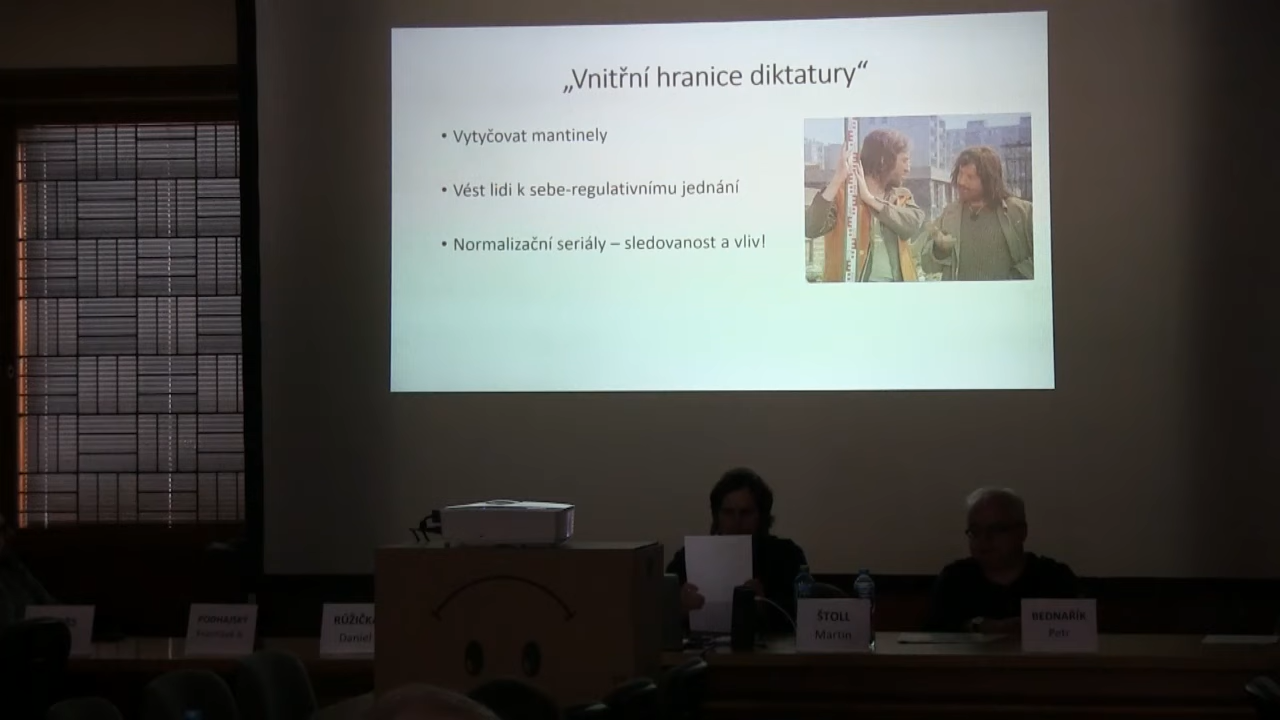 „Vnitřní hranice diktatury“
• Vytyčovat mantinely
• Vést lidi k sebe-regulativnímu jednání
• Normalizační seriály – sledovanost a vliv!
PODHAJSKÝ
František A
RŮŽIČKA
Daniel
ŠTOLL
Martin
BEDNAŘÍK
Petr